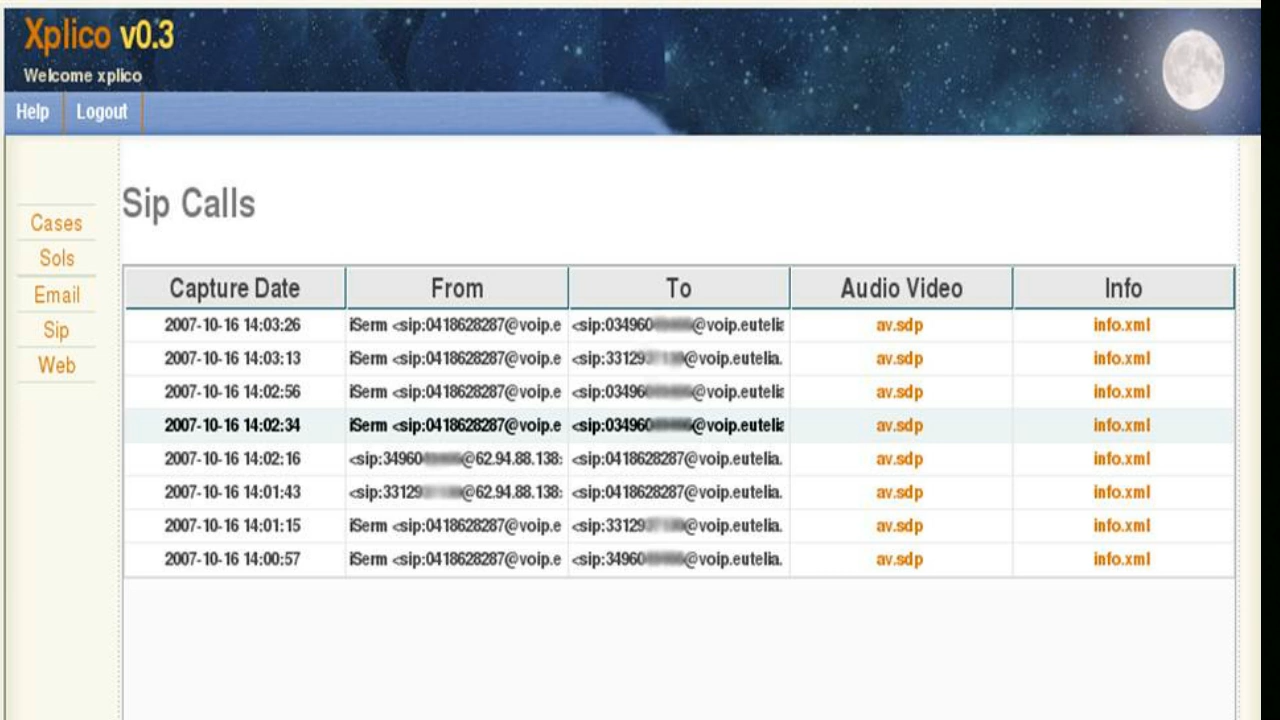 Xplico v0.3
Welcome xplico
Help Logout
Sip Calls
Cases
Sols
Email
Sip
Web
Capture Date From To Audio Video Info
2007-10-16 14:03:26 iSerm <sip:0418628287@voip.e <sip:034960 @voip.eutelia av.sdp info.xml
2007-10-16 14:03:13 iSerm <sip:0418628287@voip.e <sip:33129 @voip.eutelia. av.sdp info.xml
2007-10-16 14:02:56 iSerm <sip:0418628287@voip.e <sip:03496 @voip.eutelia av.sdp info.xml
2007-10-16 14:02:34 iSerm <sip:0418628287@voip.e <sip:034960 @voip.eutelia av.sdp info.xml
2007-10-16 14:02:16 <sip:34960 @62.94.88.138: <sip:0418628287@voip.eutelia. av.sdp info.xml
2007-10-16 14:01:43 <sip:33129 @62.94.88.138: <sip:0418628287@voip.eutelia. av.sdp info.xml
2007-10-16 14:01:15 iSerm <sip:0418628287@voip.e <sip:33129 @voip.eutelia. av.sdp info.xml
2007-10-16 14:00:57 iSerm <sip:0418628287@voip.e <sip:34960 @voip.eutelia. av.sdp info.xml